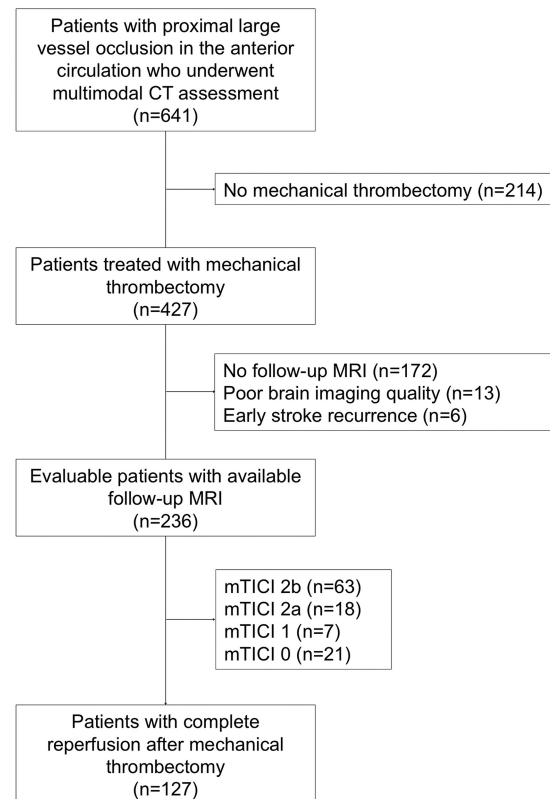 Patients with proximal large
vessel occlusion in the anterior
circulation who underwent
multimodal CT assessment
(n=641)
No mechanical thrombectomy (n=214)
Patients treated with mechanical
thrombectomy
(n=427)
No follow-up MRI (n=172)
Poor brain imaging quality (n=13)
Early stroke recurrence (n=6)
Evaluable patients with available
follow-up MRI
(n=236)
mTICI 2b (n=63)
mTICI 2a (n=18)
mTICI 1 (n=7)
mTICI 0 (n=21)
Patients with complete
reperfusion after mechanical
thrombectomy
(n=127)